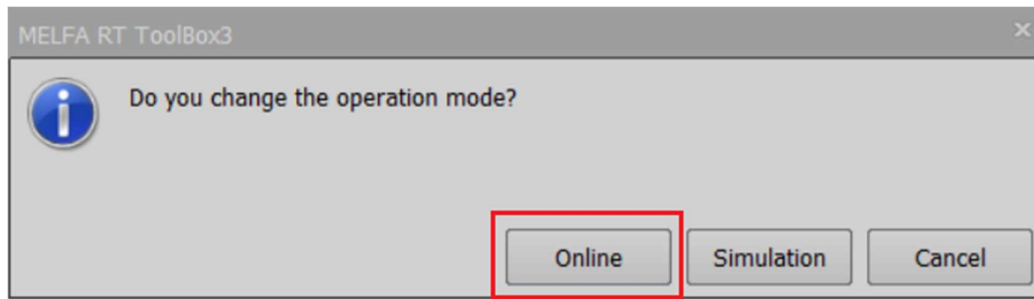 MELFA RT ToolBox3
Do you change the operation mode?
Online Simulation Cancel